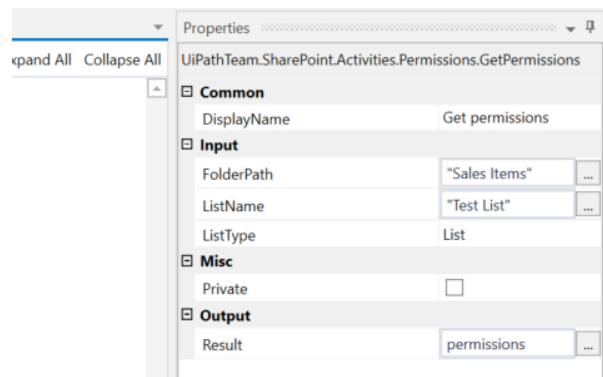 Properties
xpand All Collapse All
UiPathTeam.SharePoint.Activities.Permissions.GetPermissions
Common
DisplayName Get permissions
Input
FolderPath "Sales Items" ...
ListName "Test List" ...
ListType List
Misc
Private
Output
Result permissions ...